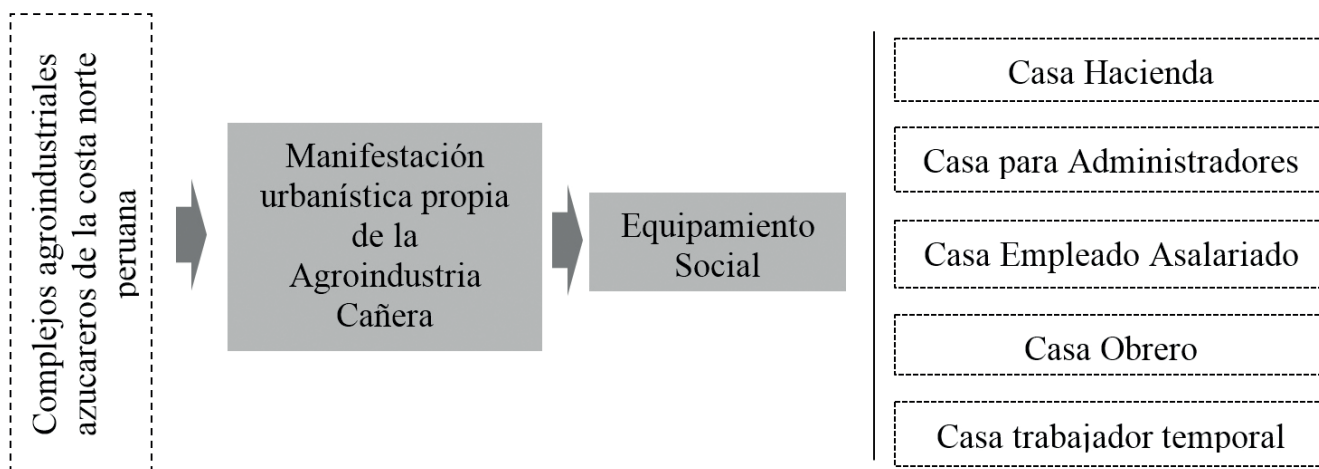 Complejos agroindustriales
azucareros de la costa norte
peruana
Manifestación
urbanística propia
de la
Agroindustria
Cañera
Equipamiento
Social
Casa Hacienda
Casa para Administradores
Casa Empleado Asalariado
Casa Obrero
Casa trabajador temporal